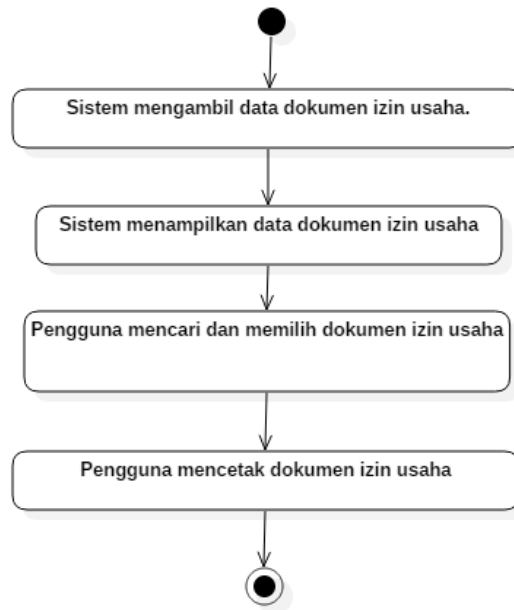 Sistem mengambil data dokumen izin usaha.
Sistem menampilkan data dokumen izin usaha
Pengguna mencari dan memilih dokumen izin usaha
Pengguna mencetak dokumen izin usaha